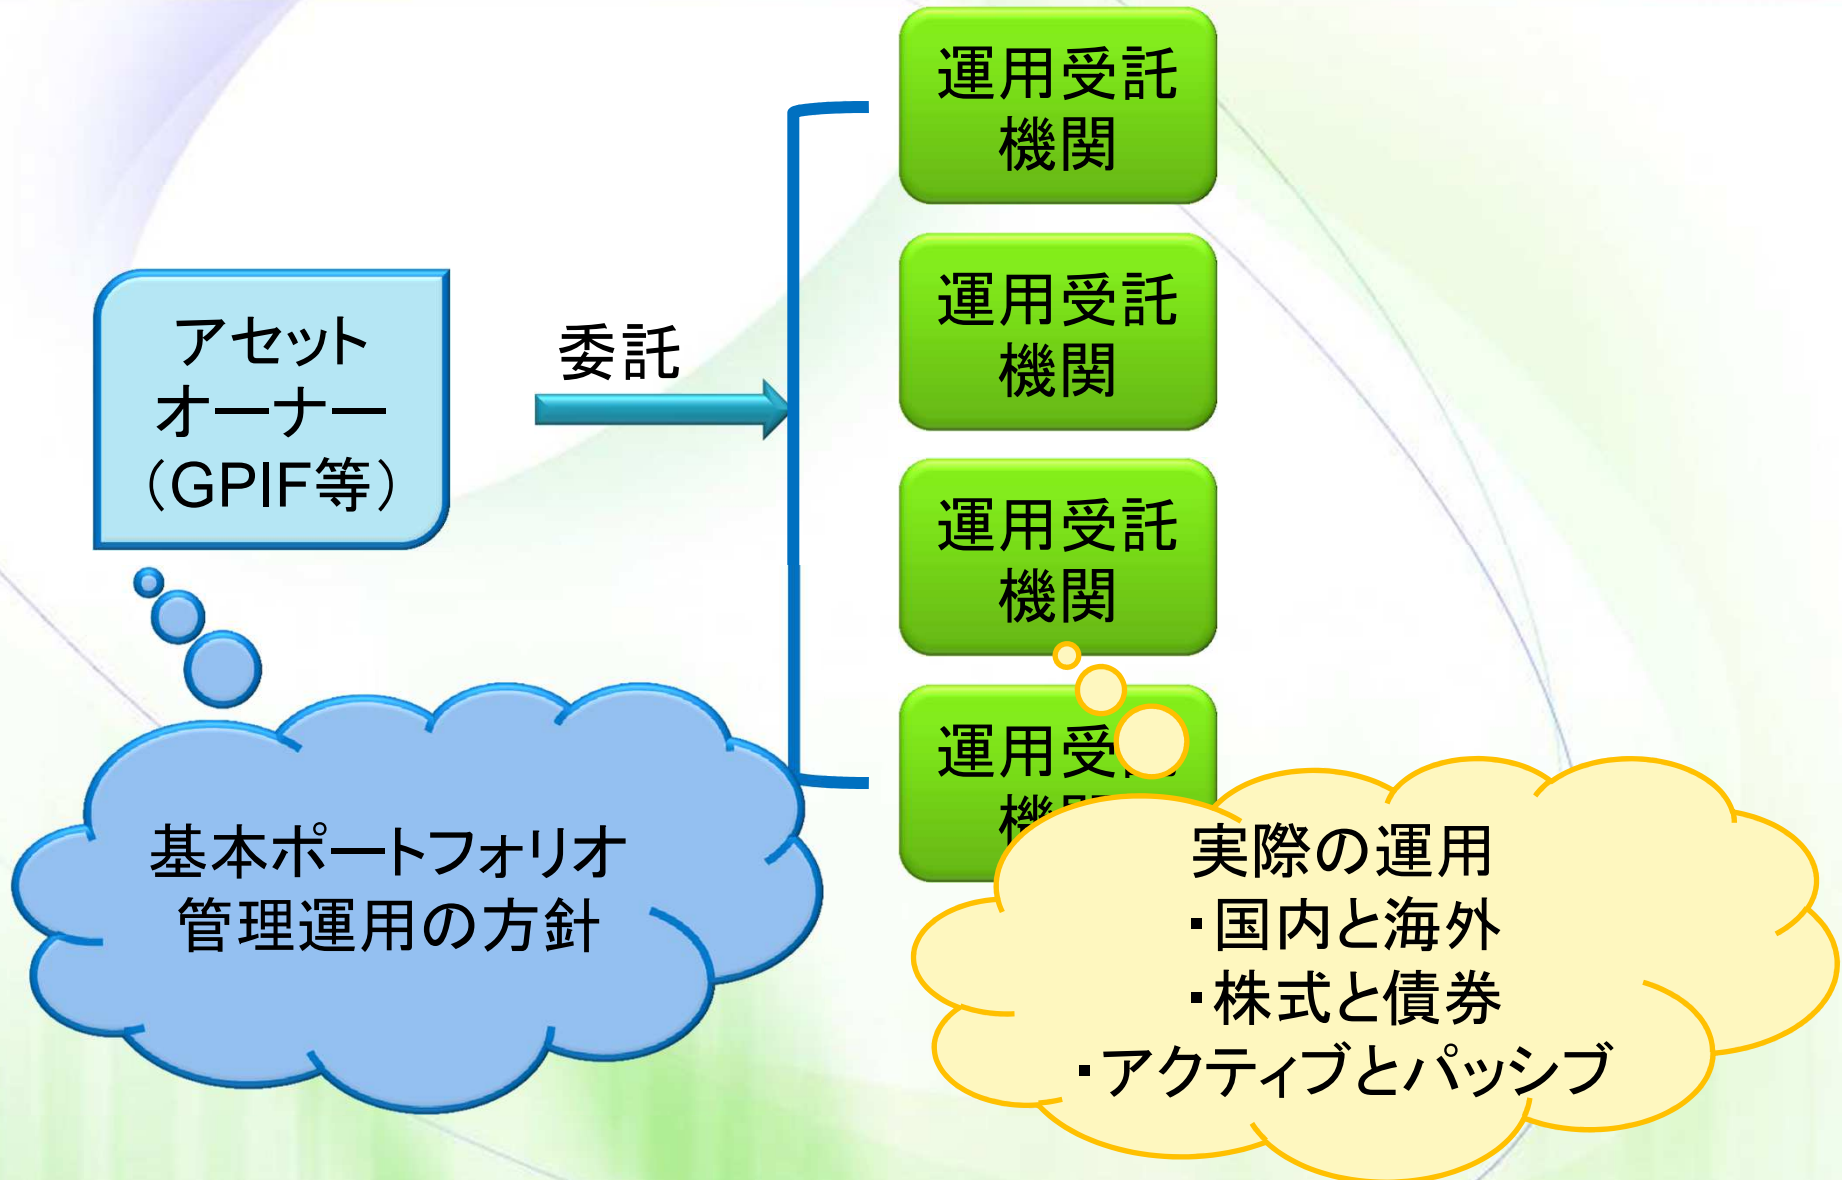 アセット
オーナー
（GPIF等）
委託
運用受託
機関
運用受託
機関
運用受託
機関
運用受託
機関
基本ポートフォリオ
管理運用の方針
実際の運用
・国内と海外
・株式と債券
・アクティブとパッシブ